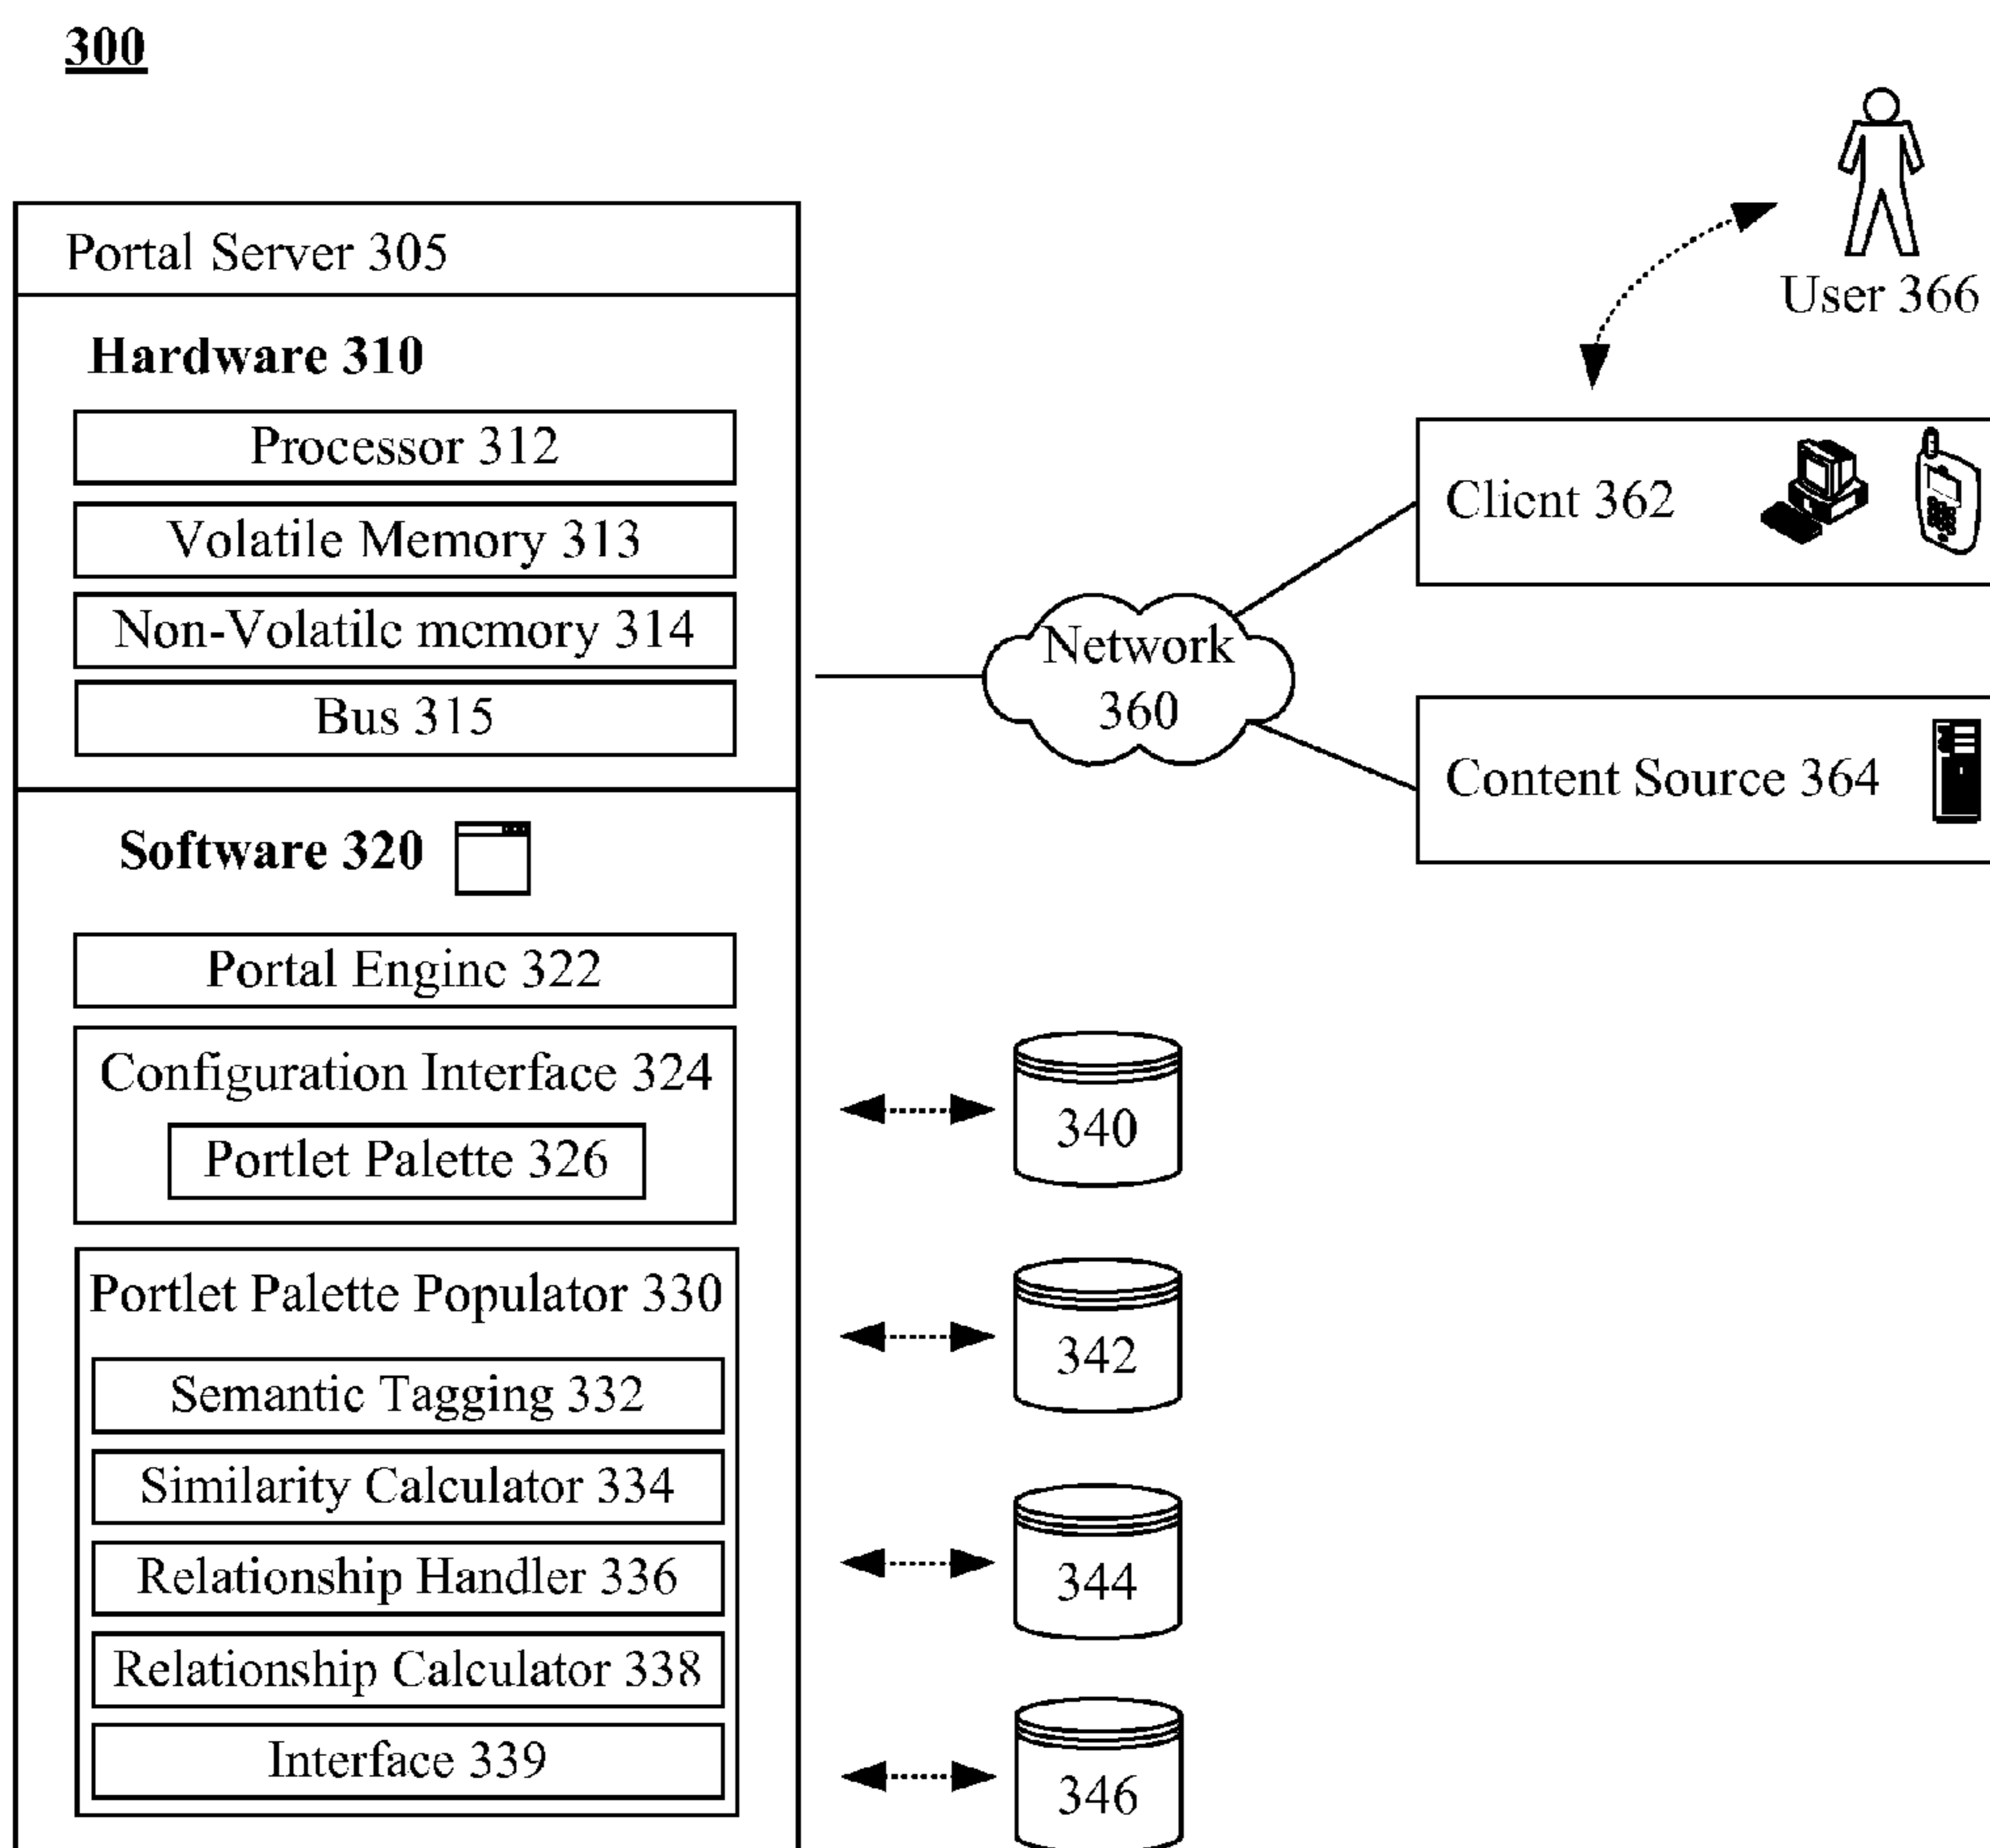 300
Portal Server 305
Hardware 310
Processor 312
Volatile Memory 313
Non-Volatile memory 314
Bus 315
Software 320
Portal Engine 322
Configuration Interface 324
Portlet Palette 326
Portlet Palette Populator 330
Semantic Tagging 332
Similarity Calculator 334
Relationship Handler 336
Relationship Calculator 338
Interface 339
Network
360
User 366
Client 362
Content Source 364
340
342
344
346